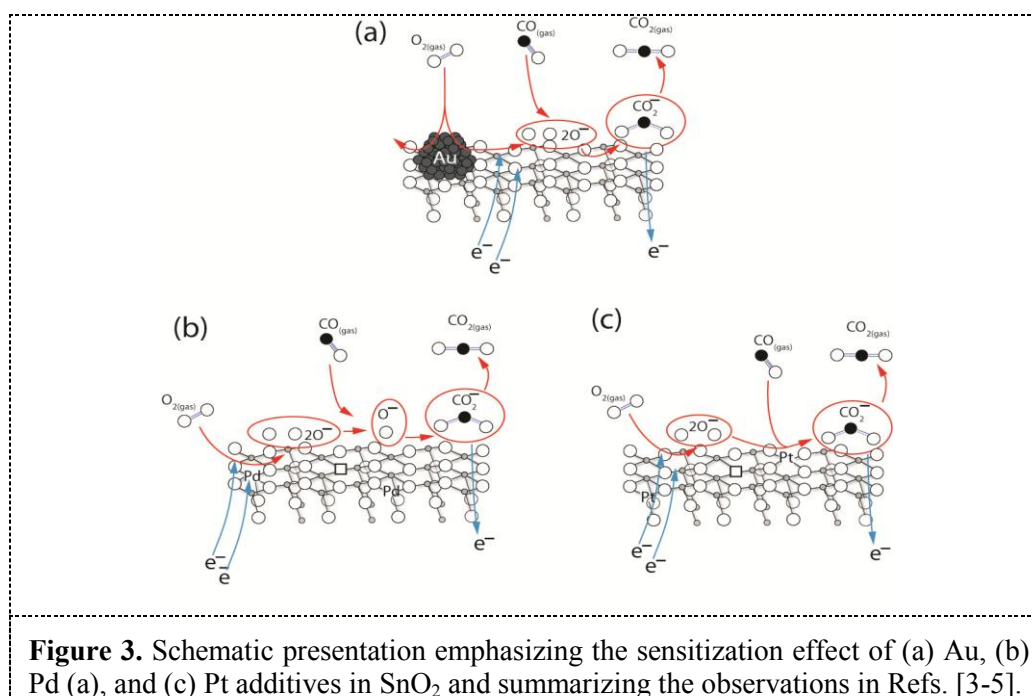 (a)
O2(gas)
CO(gas)
CO2(gas)
CO2−
2O−
Au
e−
e−
e−
(b)
CO(gas)
CO2(gas)
O2(gas)
O−
CO2−
2O−
Pd
Pd
e−
e−
e
(c)
CO(gas)
CO2(gas)
O2(gas)
2O−
CO2−
Pt
Pt
e−
e−
e−
Figure 3. Schematic presentation emphasizing the sensitization effect of (a) Au, (b)
Pd (a), and (c) Pt additives in SnO2 and summarizing the observations in Refs. [3-5].